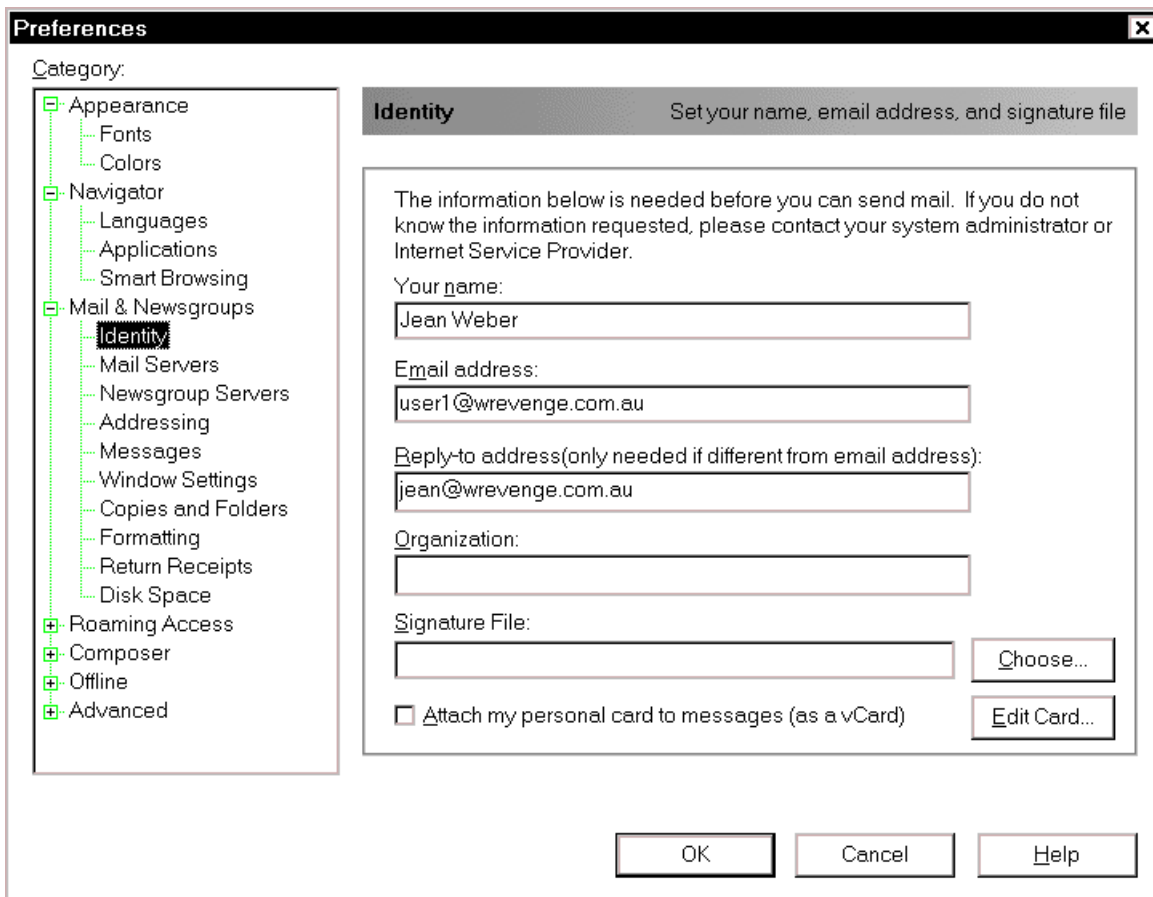 Preferences
Category:
Appearance
Fonts
Colors
Navigator
Languages
Applications
Smart Browsing
Mail & Newsgroups
Identity
Mail Servers
Newsgroup Servers
Addressing
Messages
Window Settings
Copies and Folders
Formatting
Return Receipts
Disk Space
Roaming Access
Composer
Offline
Advanced
Identity Set your name, email address, and signature file
The information below is needed before you can send mail. If you do not
know the information requested, please contact your system administrator or
Internet Service Provider.
Your name:
Jean Weber
Email address:
user1@wrevenge.com.au
Reply-to address(only needed if different from email address):
jean@wrevenge.com.au
Organization:
Signature File:
Choose...
Attach my personal card to messages (as a vCard)
Edit Card...
OK Cancel Help